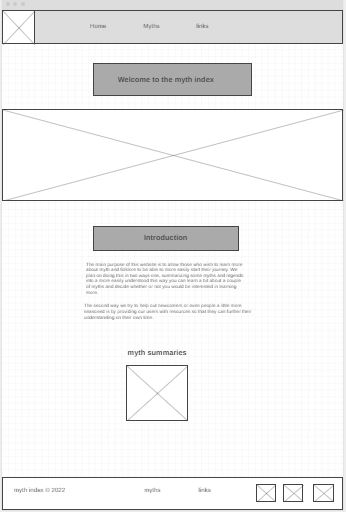 Home Myths links
Welcome to the myth index
Introduction
The main purpose of this website is to allow those who wish to learn more
about myth and folklore to be able to more easily start their journey. We
plan on doing this in two ways one, summarizing some myths and legends
into a more easily understood this way you can learn a bit about a couple
of myths and decide whether or not you would be interested in learning
more.
The second way we try to help out newcomers or even people a little more
seasoned is by providing our users with resources so that they can further their
understanding on their own time.
myth summaries
myth index © 2022 myths links